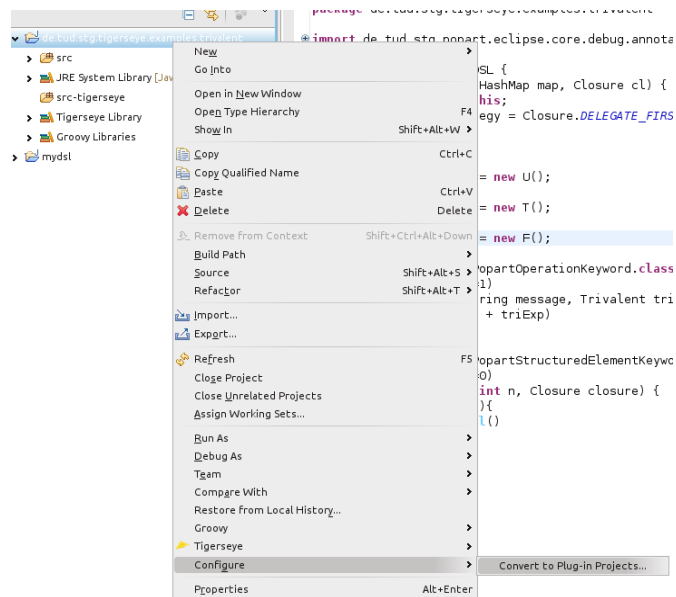 package de.tud.stg.tigerseye.examples.trivalent
de.tud.stg.tigerseye.examples.trivalent
src
JRE System Library [Jav
src-tigerseye
Tigerseye Library
Groovy Libraries
mydsl
New
Go Into
Open in New Window
Open Type Hierarchy F4
Show In Shift+Alt+W
Copy Ctrl+C
Copy Qualified Name
Paste Ctrl+V
Delete Delete
Remove from Context Shift+Ctrl+Alt+Down
Build Path
Source Shift+Alt+S
Refactor Shift+Alt+T
Import...
Export...
Refresh F5
Close Project
Close Unrelated Projects
Assign Working Sets...
Run As
Debug As
Team
Compare With
Restore from Local History...
Groovy
Tigerseye
Configure
Properties Alt+Enter
Convert to Plug-in Projects...
import de.tud.stg.popart.eclipse.core.debug.annota
SL {
HashMap map, Closure cl) {
his;
egy = Closure.DELEGATE_FIRS
= new U();
= new T();
= new F();
opartOperationKeyword.class
=1)
ring message, Trivalent tri
+ triExp)
opartStructuredElementKeywo
=0)
int n, Closure closure) {
){
l()